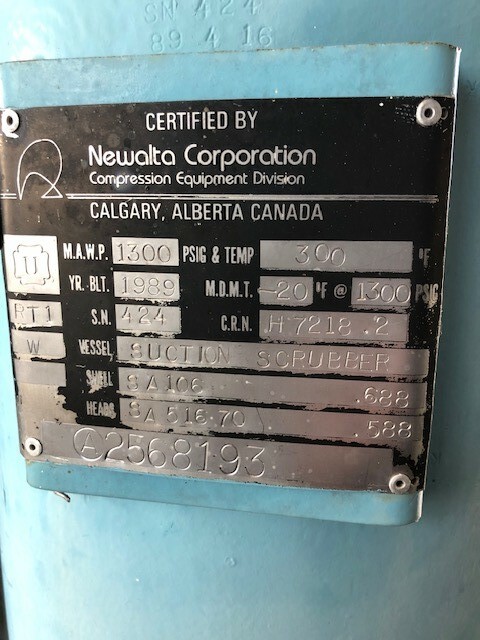 SN 424
89 4 16
CERTIFIED BY
Newalta Corporation
Compression Equipment Division
CALGARY, ALBERTA CANADA
U M.A.W.P. 1300 PSIG & TEMP 300 °F
YR. BLT. 1989 M.D.M.T. -20 °F @ 1300 PSIG
RT1 S.N. 424 C.R.N. H7218.2
W VESSEL SUCTION SCRUBBER
SHELL SA106 .688
HEADS SA516-70 .588
A2568193